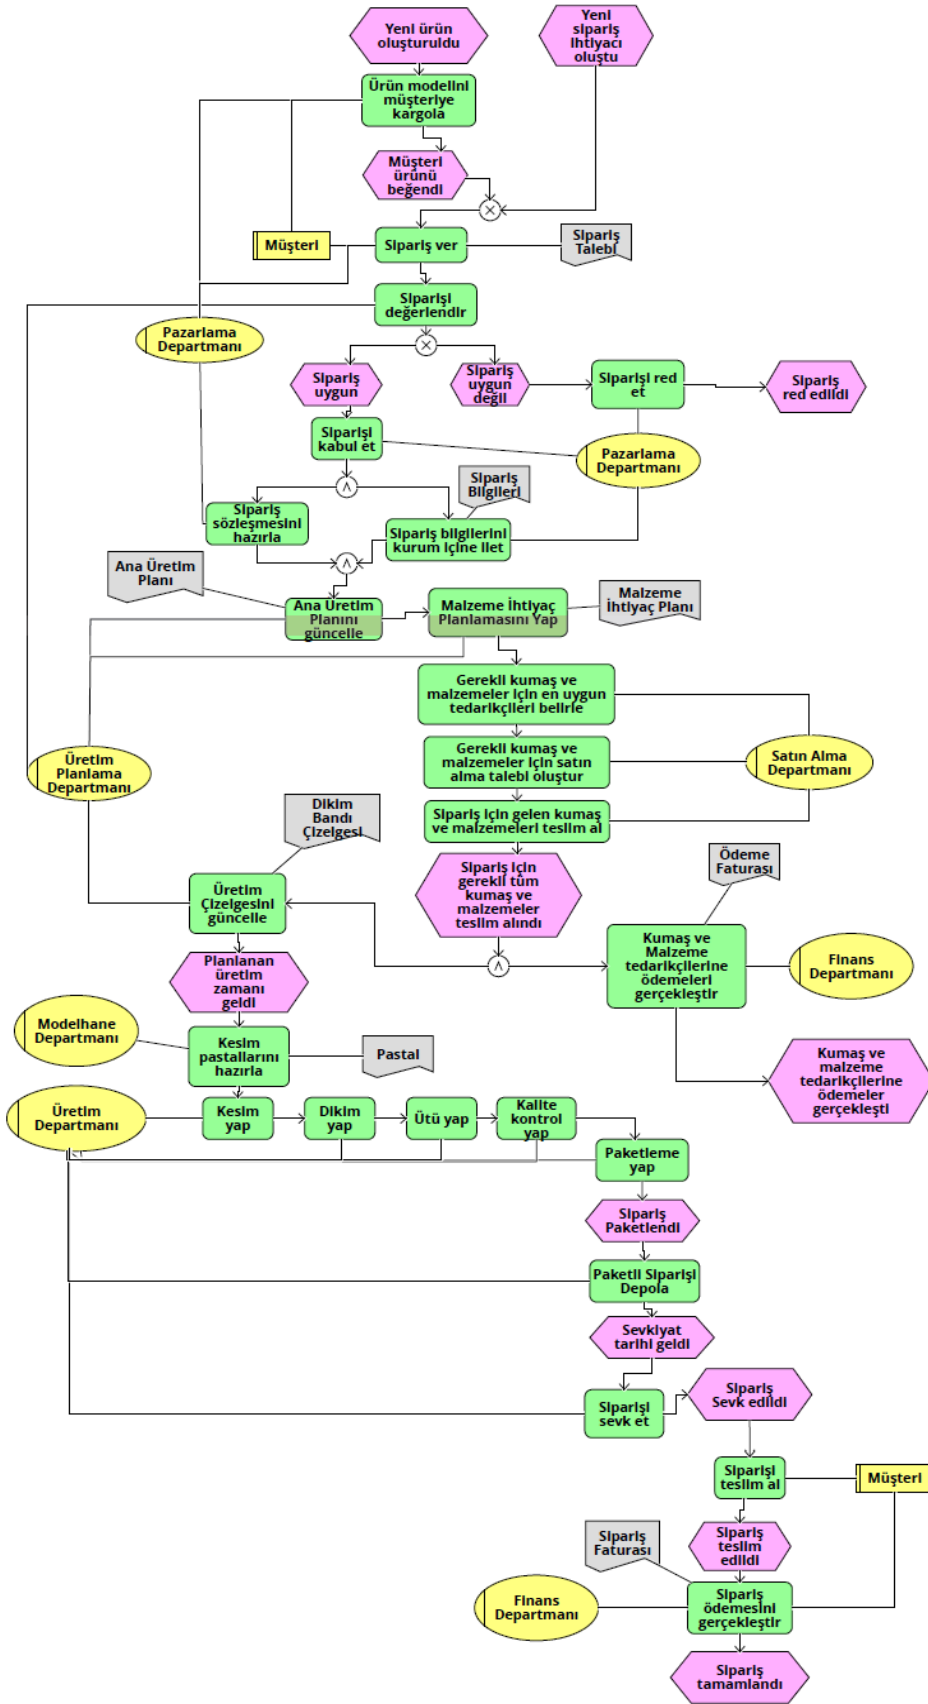 Yeni ürün
oluşturuldu
Yeni
sipariş
ihtiyacı
oluştu
Ürün modelini
müşteriye
kargola
Müşteri
ürünü
beğendi
Müşteri
Sipariş ver
Sipariş
Talebi
Siparişi
değerlendir
Pazarlama
Departmanı
Sipariş
uygun
Sipariş
uygun
değil
Siparişi red
et
Sipariş
red edildi
Siparişi
kabul et
Pazarlama
Departmanı
Sipariş
Bilgileri
Sipariş
sözleşmesini
hazırla
Sipariş bilgilerini
kurum içine ilet
Ana Üretim
Planı
Ana Üretim
Planını
güncelle
Malzeme İhtiyaç
Planlamasını Yap
Malzeme
İhtiyaç Planı
Gerekli kumaş ve
malzemeler için en uygun
tedarikçileri belirle
Üretim
Planlama
Departmanı
Gerekli kumaş ve
malzemeler için satın
alma talebi oluştur
Satın Alma
Departmanı
Dikim
Bandı
Çizelgesi
Sipariş için gelen kumaş
ve malzemeleri teslim al
Ödeme
Faturası
Üretim
Çizelgesini
güncelle
Sipariş için
gerekli tüm
kumaş ve
malzemeler
teslim alındı
Planlanan
üretim
zamanı
geldi
Kumaş ve
Malzeme
tedarikçilerine
ödemeleri
gerçekleştir
Finans
Departmanı
Modelhane
Departmanı
Kesim
pastallarını
hazırla
Pastal
Kumaş ve
malzeme
tedarikçilerine
ödemeler
gerçekleşti
Üretim
Departmanı
Kesim
yap
Dikim
yap
Ütü yap
Kalite
kontrol
yap
Paketleme
yap
Sipariş
Paketlendi
Paketli Siparişi
Depola
Sevkiyat
tarihi geldi
Siparişi
sevk et
Sipariş
Sevk edildi
Siparişi
teslim al
Müşteri
Sipariş
Faturası
Sipariş
teslim
edildi
Finans
Departmanı
Sipariş
ödemesini
gerçekleştir
Sipariş
tamamlandı